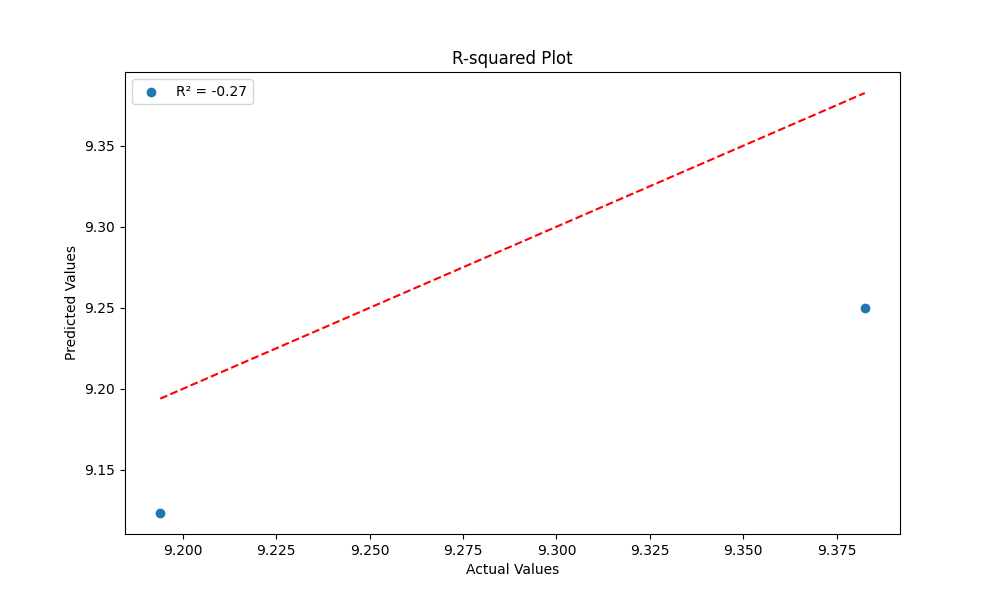 R-squared Plot
R² = -0.27
9.35
9.30
9.25
9.20
9.15
Predicted Values
9.200 9.225 9.250 9.275 9.300 9.325 9.350 9.375
Actual Values